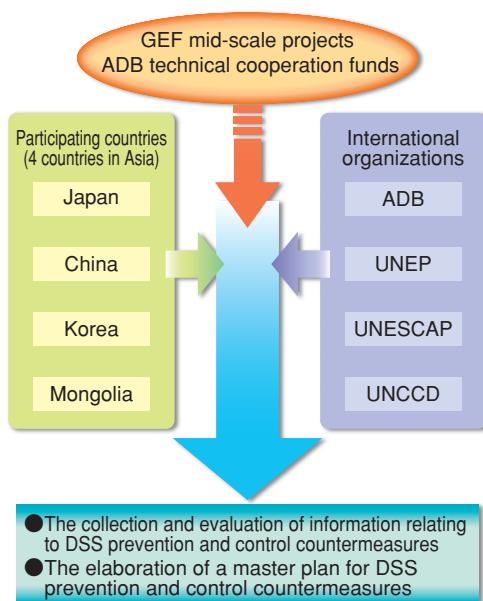 GEF mid-scale projects
ADB technical cooperation funds
Participating countries
(4 countries in Asia)
Japan
China
Korea
Mongolia
International
organizations
ADB
UNEP
UNESCAP
UNCCD
●The collection and evaluation of information relating
to DSS prevention and control countermeasures
●The elaboration of a master plan for DSS
prevention and control countermeasures